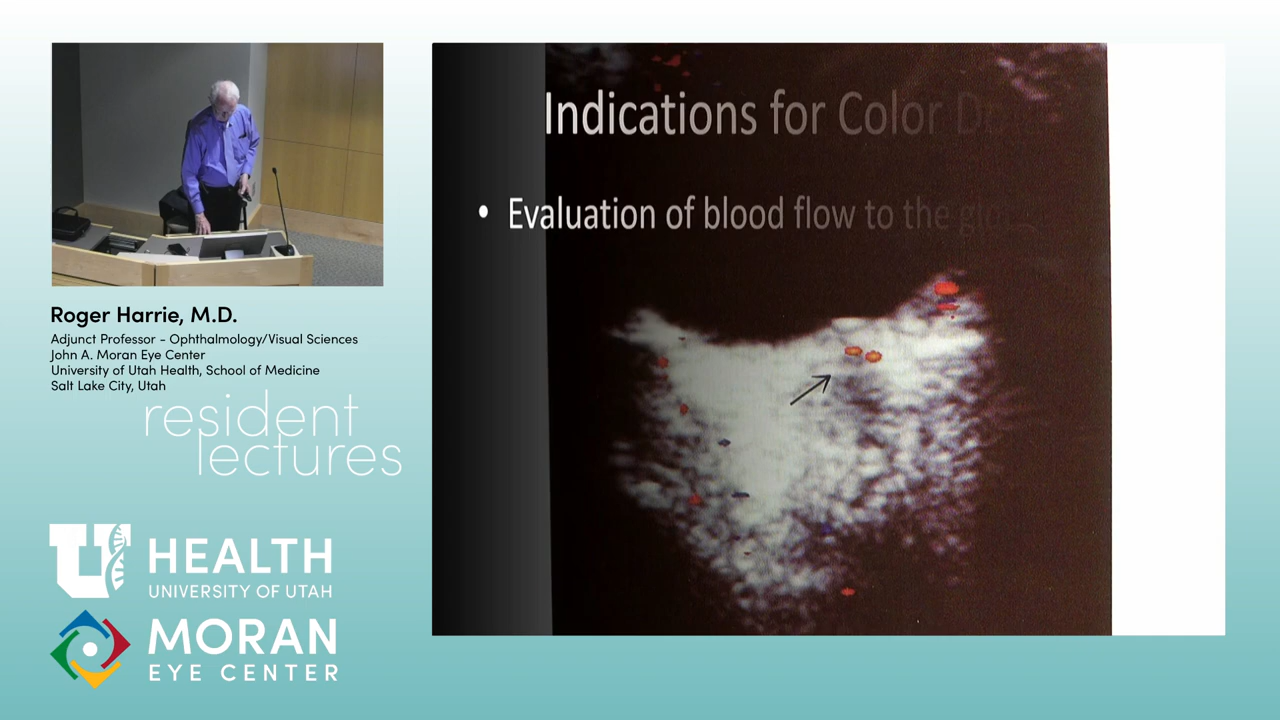 Roger Harrie, M.D.
Adjunct Professor - Ophthalmology/Visual Sciences
John A. Moran Eye Center
University of Utah Health, School of Medicine
Salt Lake City, Utah
resident
lectures
U HEALTH
UNIVERSITY OF UTAH
MORAN
EYE CENTER
Indications for Color
• Evaluation of blood flow to the